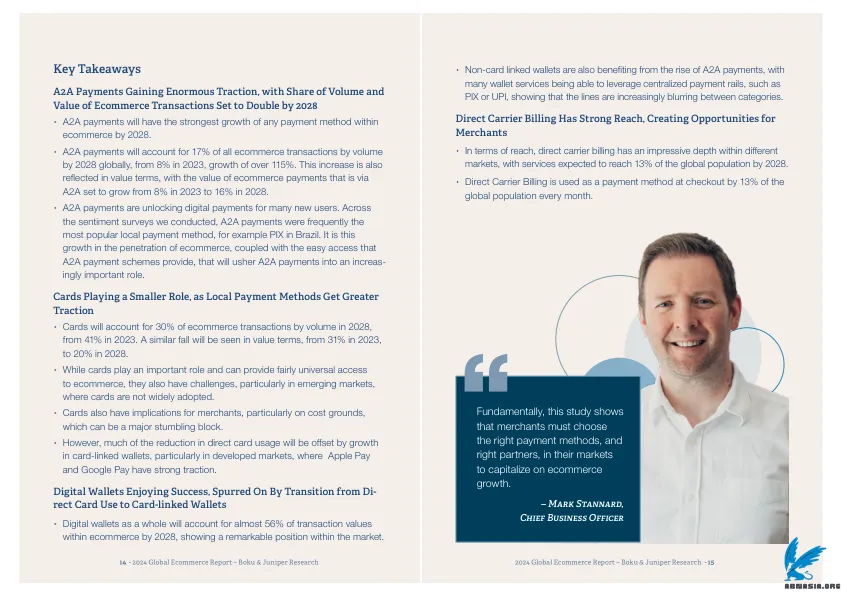 Key Takeaways
A2A Payments Gaining Enormous Traction, with Share of Volume and
Value of Ecommerce Transactions Set to Double by 2028
• A2A payments will have the strongest growth of any payment method within
ecommerce by 2028.
• A2A payments will account for 17% of all ecommerce transactions by volume
by 2028 globally, from 8% in 2023, growth of over 115%. This increase is also
reflected in value terms, with the value of ecommerce payments that is via
A2A set to grow from 8% in 2023 to 16% in 2028.
• A2A payments are unlocking digital payments for many new users. Across
the sentiment surveys we conducted, A2A payments were frequently the
most popular local payment method, for example PIX in Brazil. It is this
growth in the penetration of ecommerce, coupled with the easy access that
A2A payment schemes provide, that will usher A2A payments into an increas-
ingly important role.
Cards Playing a Smaller Role, as Local Payment Methods Get Greater
Traction
• Cards will account for 30% of ecommerce transactions by volume in 2028,
from 41% in 2023. A similar fall will be seen in value terms, from 31% in 2023,
to 20% in 2028.
• While cards play an important role and can provide fairly universal access
to ecommerce, they also have challenges, particularly in emerging markets,
where cards are not widely adopted.
• Cards also have implications for merchants, particularly on cost grounds,
which can be a major stumbling block.
• However, much of the reduction in direct card usage will be offset by growth
in card-linked wallets, particularly in developed markets, where Apple Pay
and Google Pay have strong traction.
Digital Wallets Enjoying Success, Spurred On By Transition from Di-
rect Card Use to Card-linked Wallets
• Digital wallets as a whole will account for almost 56% of transaction values
within ecommerce by 2028, showing a remarkable position within the market.
14 • 2024 Global Ecommerce Report – Boku & Juniper Research
• Non-card linked wallets are also benefiting from the rise of A2A payments, with
many wallet services being able to leverage centralized payment rails, such as
PIX or UPI, showing that the lines are increasingly blurring between categories.
Direct Carrier Billing Has Strong Reach, Creating Opportunities for
Merchants
• In terms of reach, direct carrier billing has an impressive depth within different
markets, with services expected to reach 13% of the global population by 2028.
• Direct Carrier Billing is used as a payment method at checkout by 13% of the
global population every month.
“
Fundamentally, this study shows
that merchants must choose
the right payment methods, and
right partners, in their markets
to capitalize on ecommerce
growth.
– Mark Stannard,
Chief Business Officer
2024 Global Ecommerce Report – Boku & Juniper Research • 15
ABMASIA.ORG